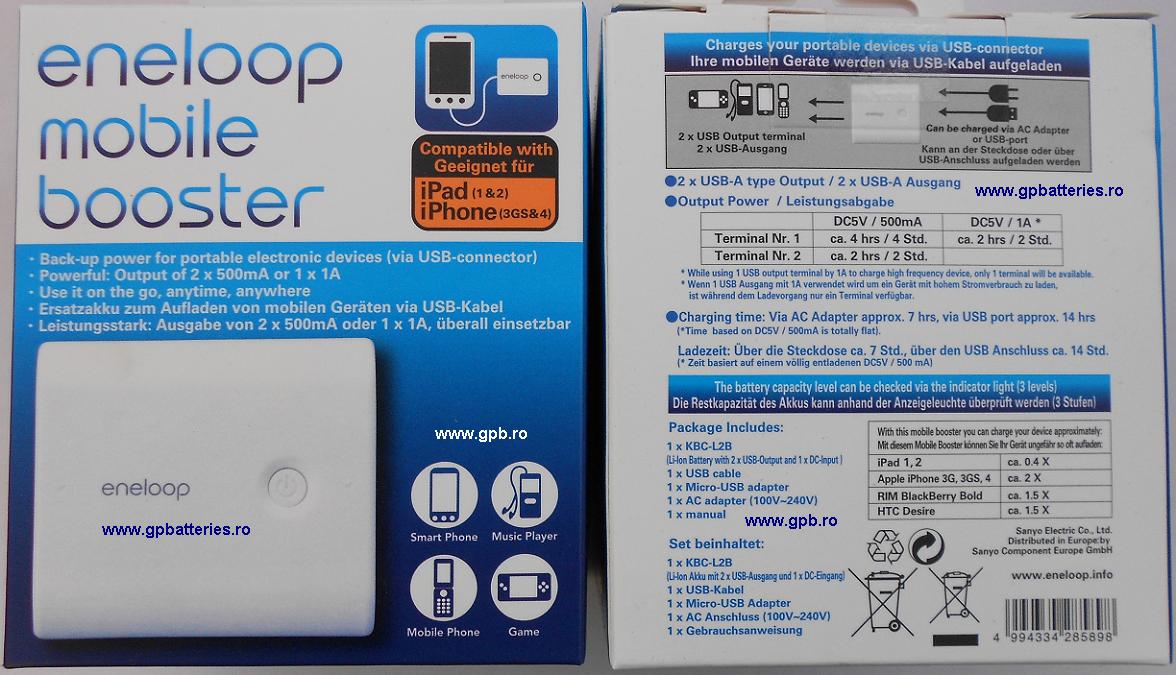 eneloop
mobile
booster
eneloop
Compatible with
Geeignet für
iPad (1 & 2)
iPhone (3GS&4)
· Back-up power for portable electronic devices (via USB-connector)
· Powerful: Output of 2 x 500mA or 1 x 1A
· Use it on the go, anytime, anywhere
· Ersatzakku zum Aufladen von mobilen Geräten via USB-Kabel
· Leistungsstark: Ausgabe von 2 x 500mA oder 1 x 1A, überall einsetzbar
www.gpb.ro
eneloop
www.gpbatteries.ro
Smart Phone
Music Player
Mobile Phone
Game
Charges your portable devices via USB-connector
Ihre mobilen Geräte werden via USB-Kabel aufgeladen
eneloop
2 x USB Output terminal
2 x USB-Ausgang
Can be charged via AC Adapter
or USB-port
Kann an der Steckdose oder über
USB-Anschluss aufgeladen werden
●2 x USB-A type Output / 2 x USB-A Ausgang
www.gpbatteries.ro
●Output Power / Leistungsabgabe
DC5V / 500mA DC5V / 1A *
Terminal Nr. 1 ca. 4 hrs / 4 Std. ca. 2 hrs / 2 Std.
Terminal Nr. 2 ca. 2 hrs / 2 Std.
* While using 1 USB output terminal by 1A to charge high frequency device, only 1 terminal will be available.
* Wenn 1 USB Ausgang mit 1A verwendet wird um ein Gerät mit hohem Stromverbrauch zu laden,
ist während dem Ladevorgang nur ein Terminal verfügbar.
●Charging time: Via AC Adapter approx. 7 hrs, via USB port approx. 14 hrs
(*Time based on DC5V / 500mA is totally flat).
Ladezeit: Über die Steckdose ca. 7 Std., über den USB Anschluss ca. 14 Std.
(* Zeit basiert auf einem völlig entladenen DC5V / 500 mA)
The battery capacity level can be checked via the indicator light (3 levels)
Die Restkapazität des Akkus kann anhand der Anzeigeleuchte überprüft werden (3 Stufen)
Package Includes:
1 x KBC-L2B
(Li-Ion Battery with 2 x USB-Output and 1 x DC-Input )
1 x USB cable
1 x Micro-USB adapter
1 x AC adapter (100V~240V)
1 x manual
www.gpb.ro
With this mobile booster you can charge your device approximately:
Mit diesem Mobile Booster können Sie Ihr Gerät ungefähr so oft aufladen:
iPad 1, 2 ca. 0.4 X
Apple iPhone 3G, 3GS, 4 ca. 2 X
RIM BlackBerry Bold ca. 1.5 X
HTC Desire ca. 1.5 X
Set beinhaltet:
1 x KBC-L2B
(Li-Ion Akku mit 2 x USB-Ausgang und 1 x DC-Eingang)
1 x USB-Kabel
1 x Micro-USB Adapter
1 x AC Anschluss (100V~240V)
1 x Gebrauchsanweisung
Sanyo Electric Co., Ltd.
Distributed in Europe:by
Sanyo Component Europe GmbH
www.eneloop.info
4 994334 285898